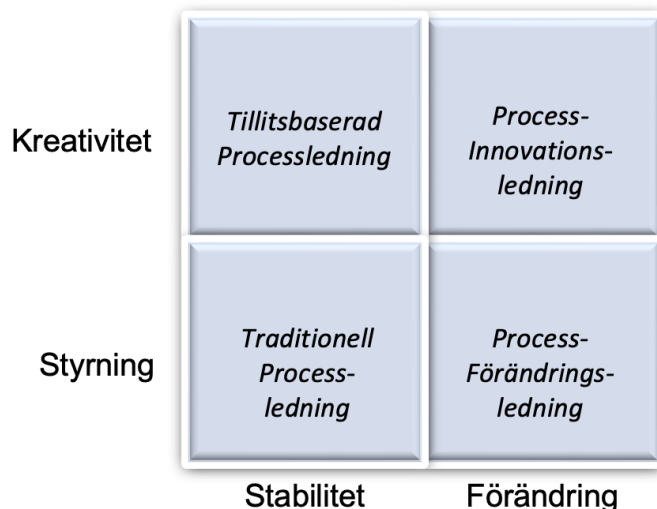 Kreativitet
Tillitsbaserad
Processledning
Process-
Innovations-
ledning
Styrning
Traditionell
Process-
ledning
Process-
Förändrings-
ledning
Stabilitet
Förändring